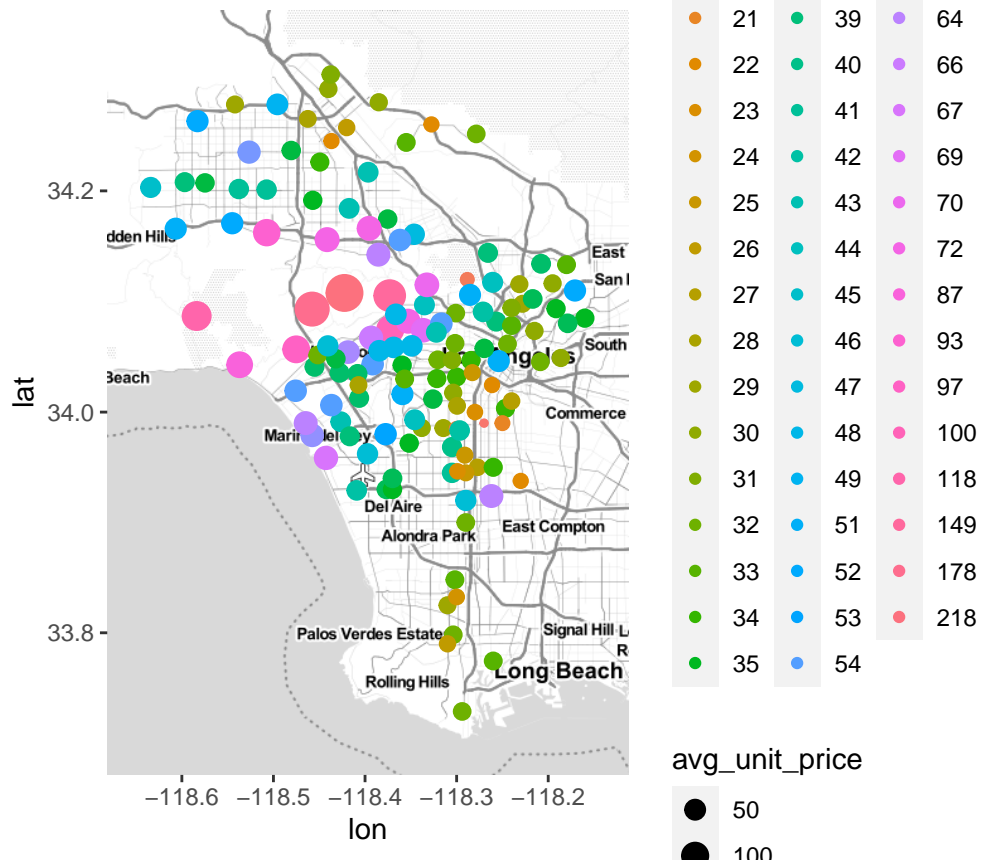 21 39 64
22 40 66
23 41 67
24 42 69
25 43 70
26 44 72
27 45 87
28 46 93
29 47 97
30 48 100
31 49 118
32 51 149
33 52 178
34 53 218
35 54
avg_unit_price
50
100
lat
34.2
34.0
33.8
dden Hills
East
San
Beach
South
Commerce
Del Aire
Alondra Park
East Compton
Palos Verdes Estate
Signal Hill
Rolling Hills
Long Beach
−118.6 −118.5 −118.4 −118.3 −118.2
lon